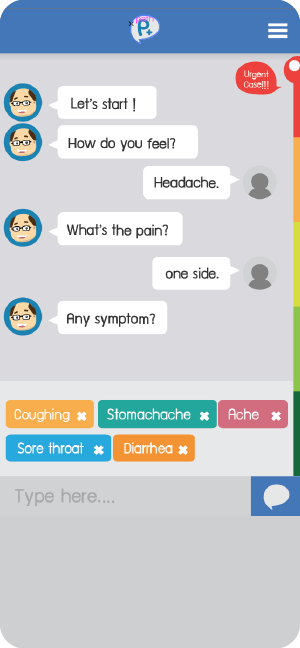 P+
Urgent
Case!!!
Let's start !
How do you feel?
Headache.
What's the pain?
one side.
Any symptom?
Coughing ×
Stomachache ×
Ache ×
Sore throat ×
Diarrhea ×
Type here....